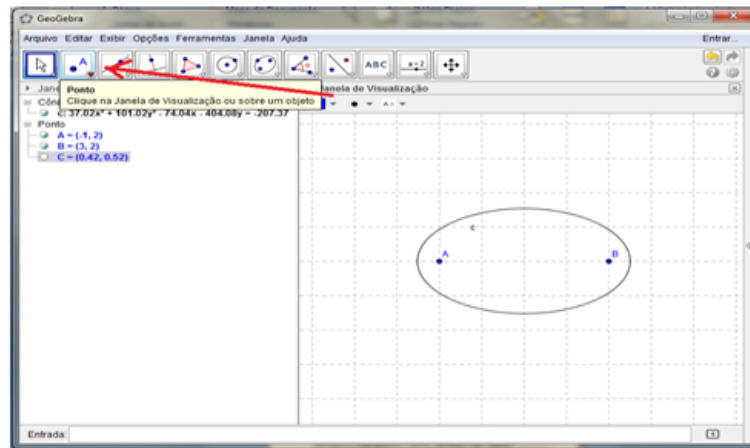 GeoGebra
Arquivo Editar Exibir Opções Ferramentas Janela Ajuda
Entrar...
A
ABC
a=2
Ponto
Clique na Janela de Visualização ou sobre um objeto
Janela de Visualização
Côni
c: 37.02x² + 101.02y² - 74.04x - 404.08y = -207.37
Ponto
A = (-1, 2)
B = (3, 2)
C = (0.42, 0.52)
c
A
B
Entrada: